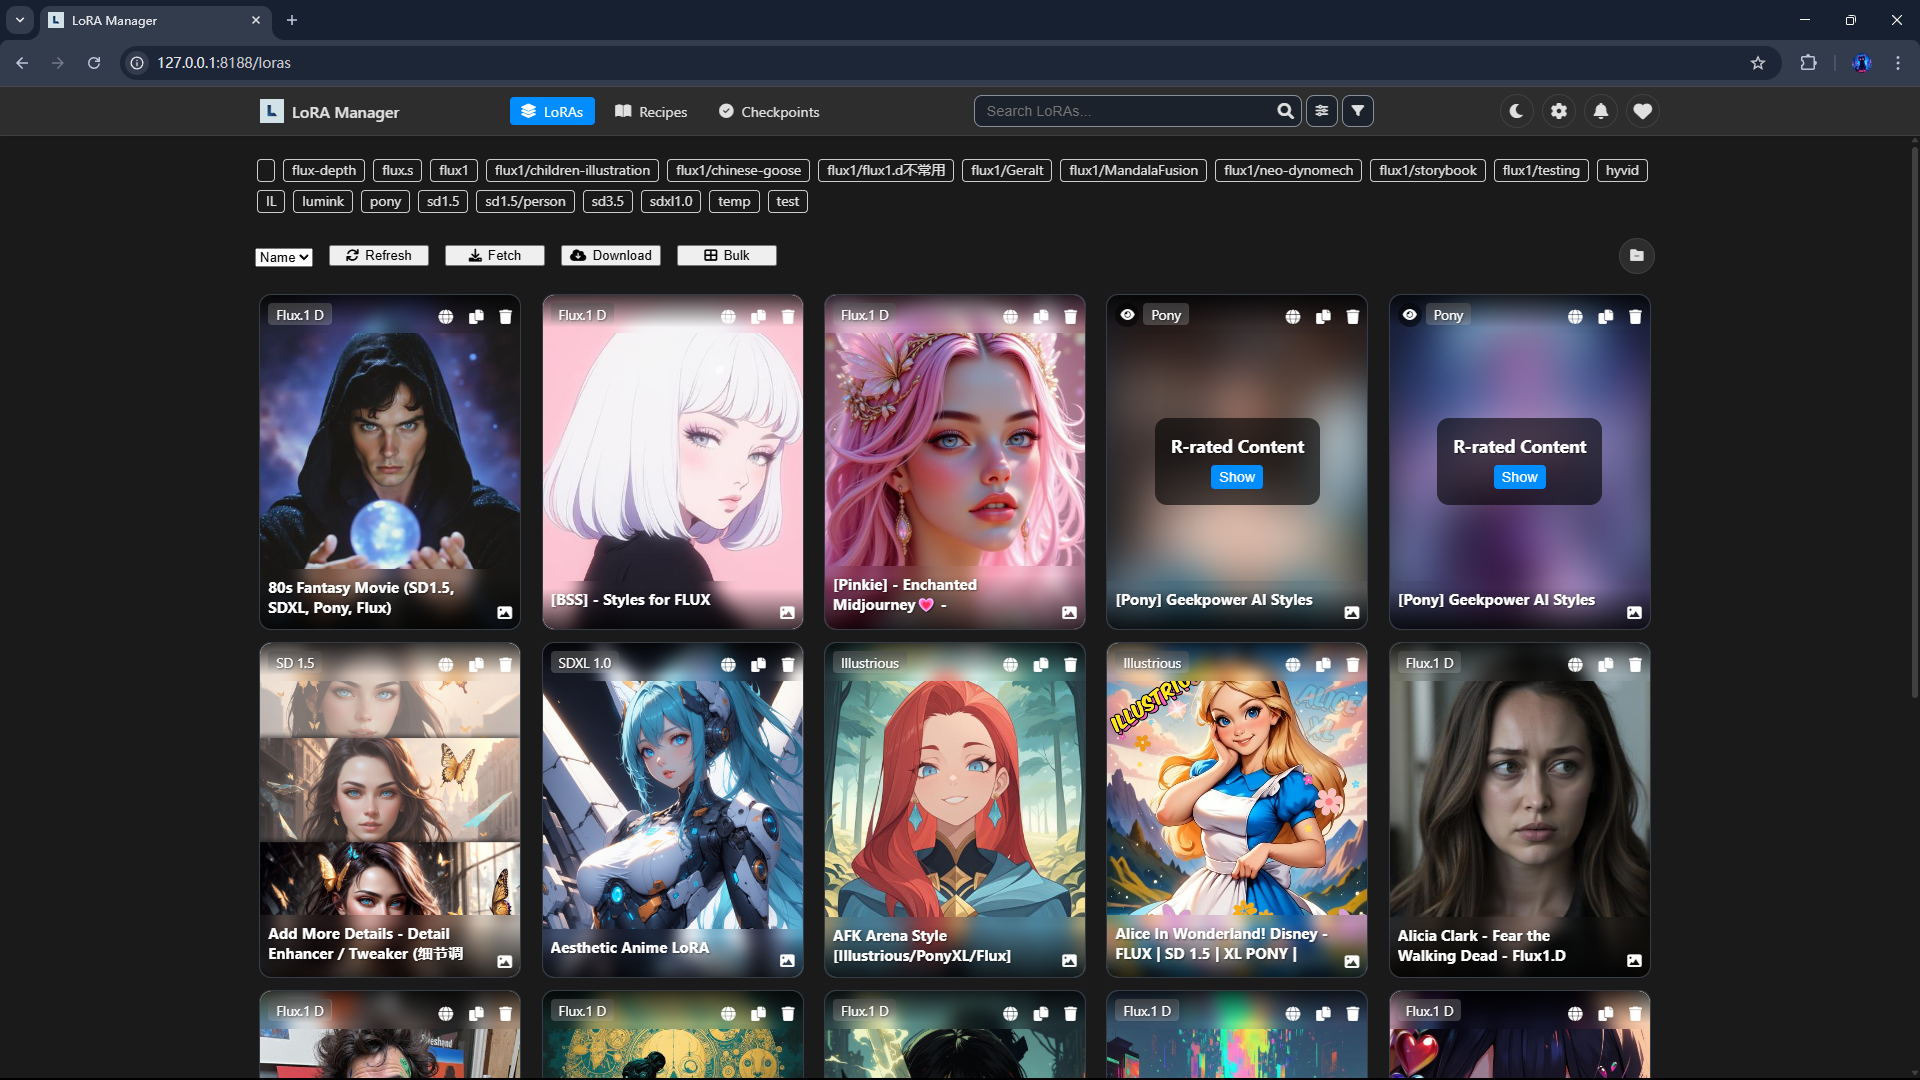 LoRA Manager
127.0.0.1:8188/loras
L LoRA Manager
LoRAs
Recipes
Checkpoints
Search LoRAs...
flux-depth
flux.s
flux1
flux1/children-illustration
flux1/chinese-goose
flux1/flux1.d不常用
flux1/Geralt
flux1/MandalaFusion
flux1/neo-dynomech
flux1/storybook
flux1/testing
hyvid
IL
lumink
pony
sd1.5
sd1.5/person
sd3.5
sdxl1.0
temp
test
Name
Refresh
Fetch
Download
Bulk
Flux.1 D
80s Fantasy Movie (SD1.5,
SDXL, Pony, Flux)
Flux.1 D
[BSS] - Styles for FLUX
Flux.1 D
[Pinkie] - Enchanted
Midjourney💗 -
Pony
R-rated Content
Show
[Pony] Geekpower AI Styles
Pony
R-rated Content
Show
[Pony] Geekpower AI Styles
SD 1.5
Add More Details - Detail
Enhancer / Tweaker (细节调
SDXL 1.0
Aesthetic Anime LoRA
Illustrious
AFK Arena Style
[Illustrious/PonyXL/Flux]
Illustrious
ILLUSTRIOUS
ALICE
XL
Alice In Wonderland! Disney -
FLUX | SD 1.5 | XL PONY |
Flux.1 D
Alicia Clark - Fear the
Walking Dead - Flux1.D
Flux.1 D
Flux.1 D
Flux.1 D
Flux.1 D
Flux.1 D